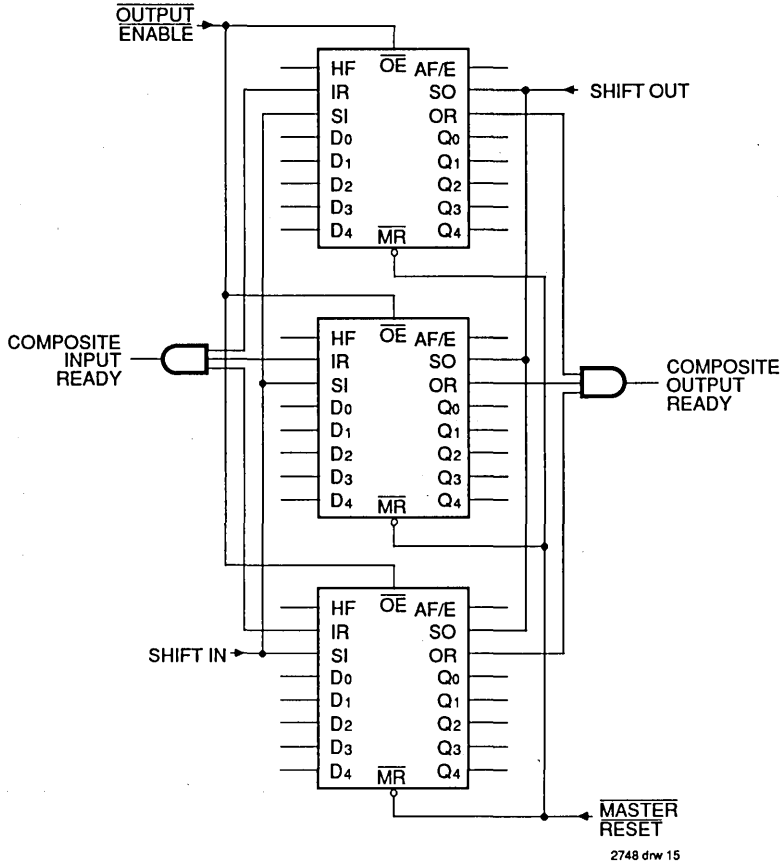 OUTPUT
ENABLE
HF OE AF/E
IR SO
SHIFT OUT
SI OR
D0 Q0
D1 Q1
D2 Q2
D3 Q3
D4 Q4
MR
COMPOSITE
INPUT
READY
HF OE AF/E
IR SO
SI OR
D0 Q0
D1 Q1
D2 Q2
D3 Q3
D4 Q4
MR
COMPOSITE
OUTPUT
READY
HF OE AF/E
IR SO
SHIFT IN
SI OR
D0 Q0
D1 Q1
D2 Q2
D3 Q3
D4 Q4
MR
MASTER
RESET
2748 drw 15